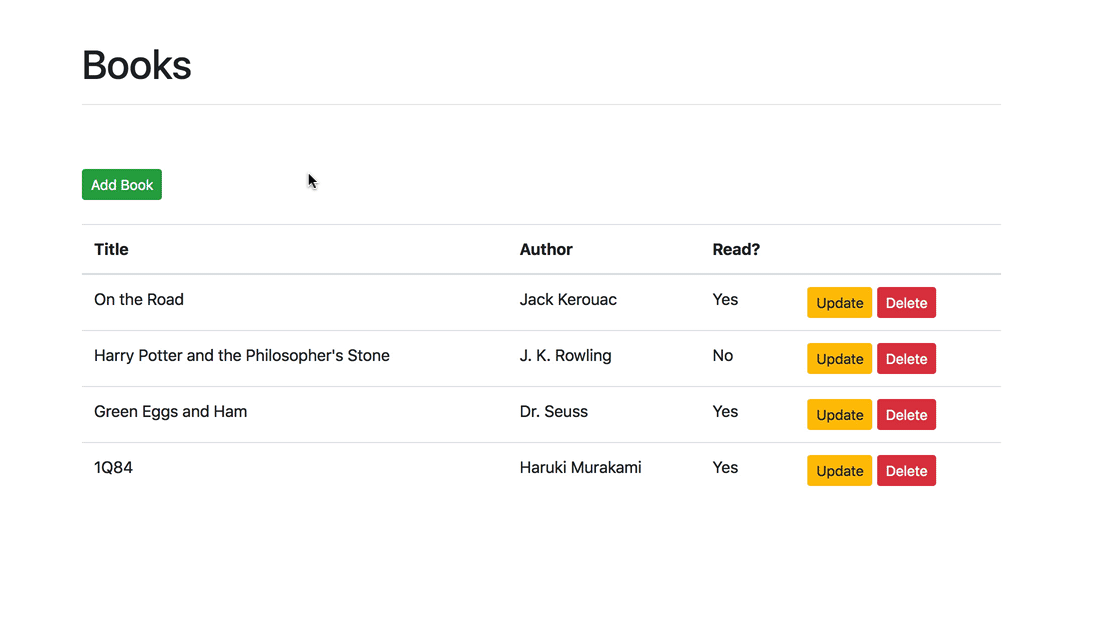 Books
Add Book
Title Author Read?
On the Road Jack Kerouac Yes Update Delete
Harry Potter and the Philosopher's Stone J. K. Rowling No Update Delete
Green Eggs and Ham Dr. Seuss Yes Update Delete
1Q84 Haruki Murakami Yes Update Delete